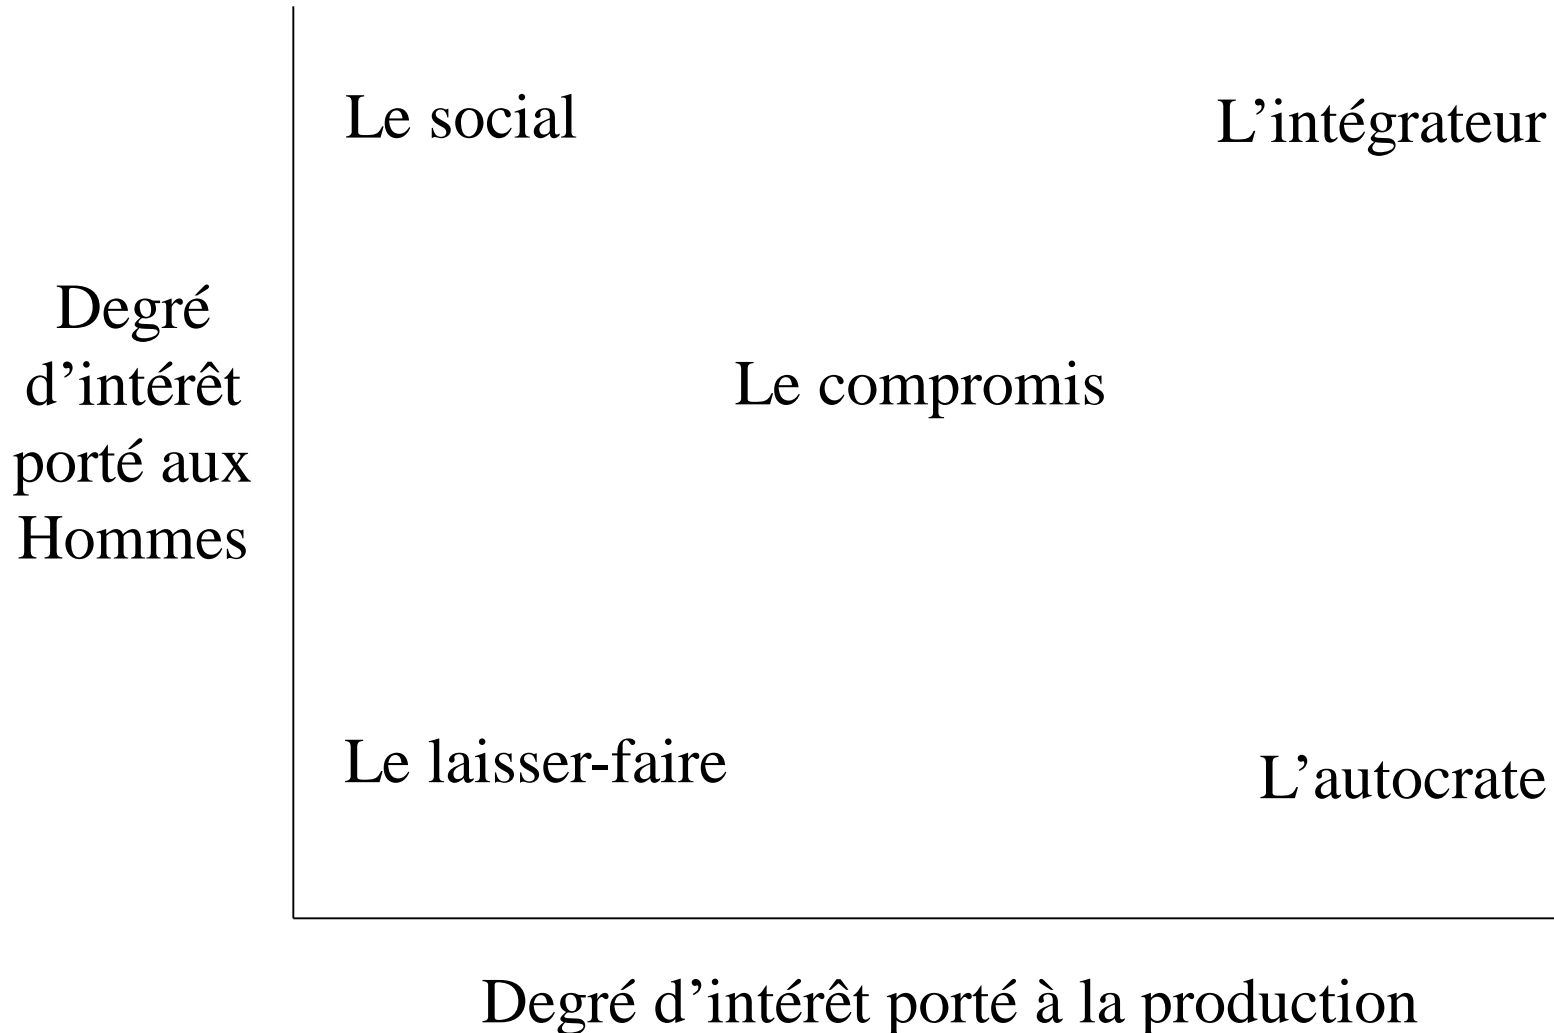 Le social
L’intégrateur
Degré
d’intérêt
porté aux
Hommes
Le compromis
Le laisser-faire
L’autocrate
Degré d’intérêt porté à la production